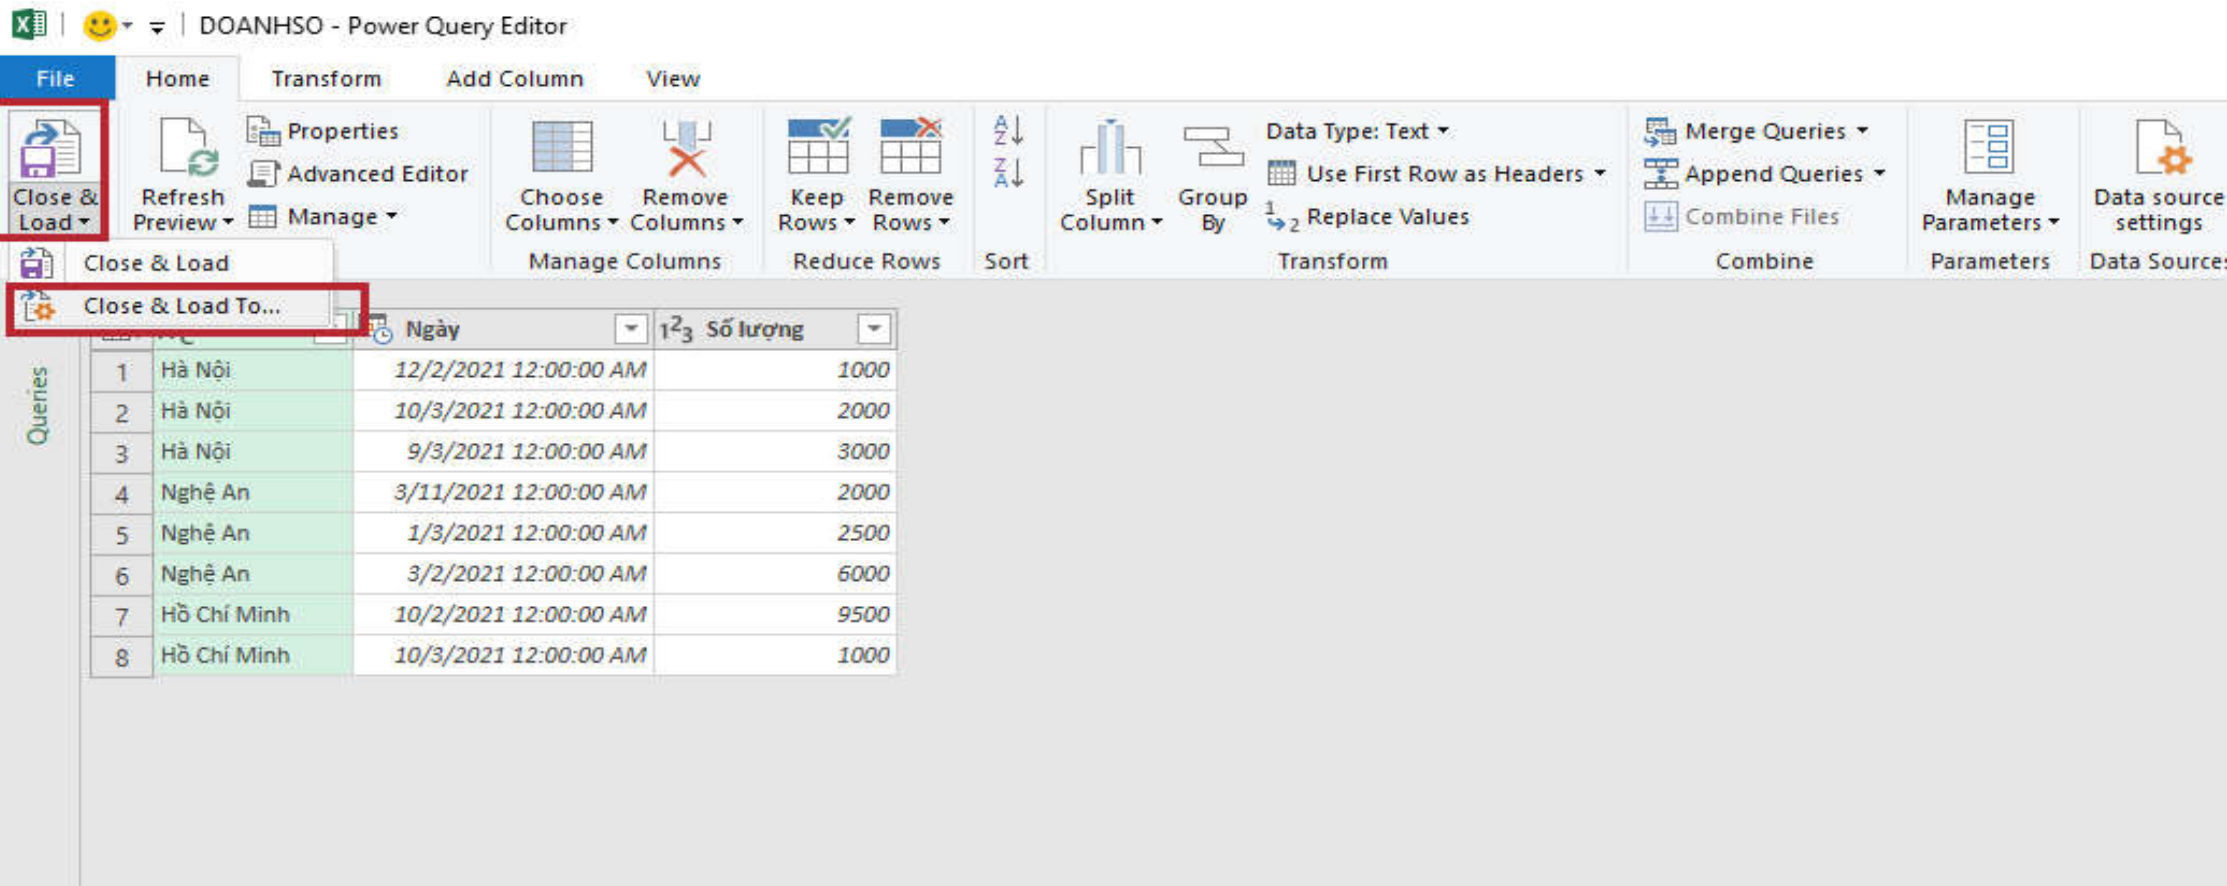 DOANHSO - Power Query Editor
File Home Transform Add Column View
Close & Load
Refresh Preview
Properties
Advanced Editor
Manage
Choose Columns
Remove Columns
Manage Columns
Keep Rows
Remove Rows
Reduce Rows
Sort
Split Column
Group By
Data Type: Text
Use First Row as Headers
Replace Values
Transform
Merge Queries
Append Queries
Combine Files
Combine
Manage Parameters
Parameters
Data source settings
Data Sources
Close & Load
Close & Load To...
Queries
Ngày 123 Số lượng
1 Hà Nội 12/2/2021 12:00:00 AM 1000
2 Hà Nội 10/3/2021 12:00:00 AM 2000
3 Hà Nội 9/3/2021 12:00:00 AM 3000
4 Nghệ An 3/11/2021 12:00:00 AM 2000
5 Nghệ An 1/3/2021 12:00:00 AM 2500
6 Nghệ An 3/2/2021 12:00:00 AM 6000
7 Hồ Chí Minh 10/2/2021 12:00:00 AM 9500
8 Hồ Chí Minh 10/3/2021 12:00:00 AM 1000